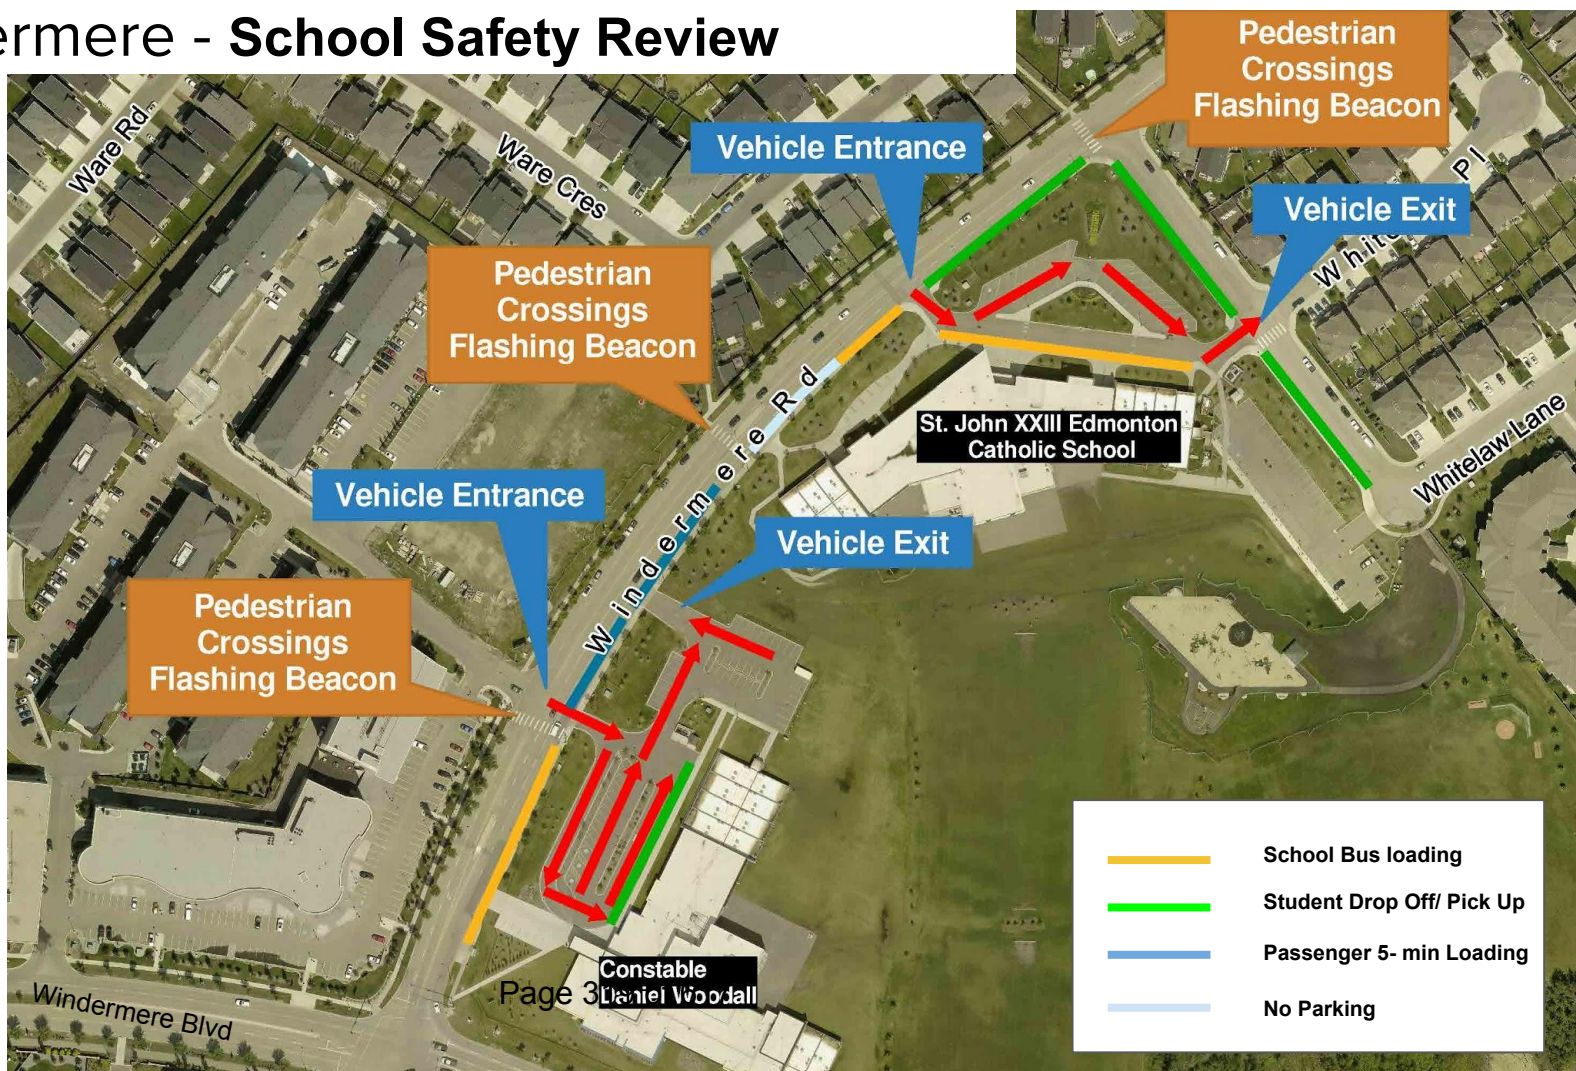 ermere - School Safety Review
Pedestrian
Crossings
Flashing Beacon
Vehicle Entrance
Vehicle Exit
Ware Rd
Ware Cres
Pl
Pedestrian
Crossings
Flashing Beacon
Windermere Rd
St. John XXIII Edmonton
Catholic School
Whitelaw Lane
Vehicle Entrance
Vehicle Exit
Pedestrian
Crossings
Flashing Beacon
School Bus loading
Student Drop Off/ Pick Up
Passenger 5- min Loading
No Parking
Constable
Daniel Woodall
Page
Windermere Blvd